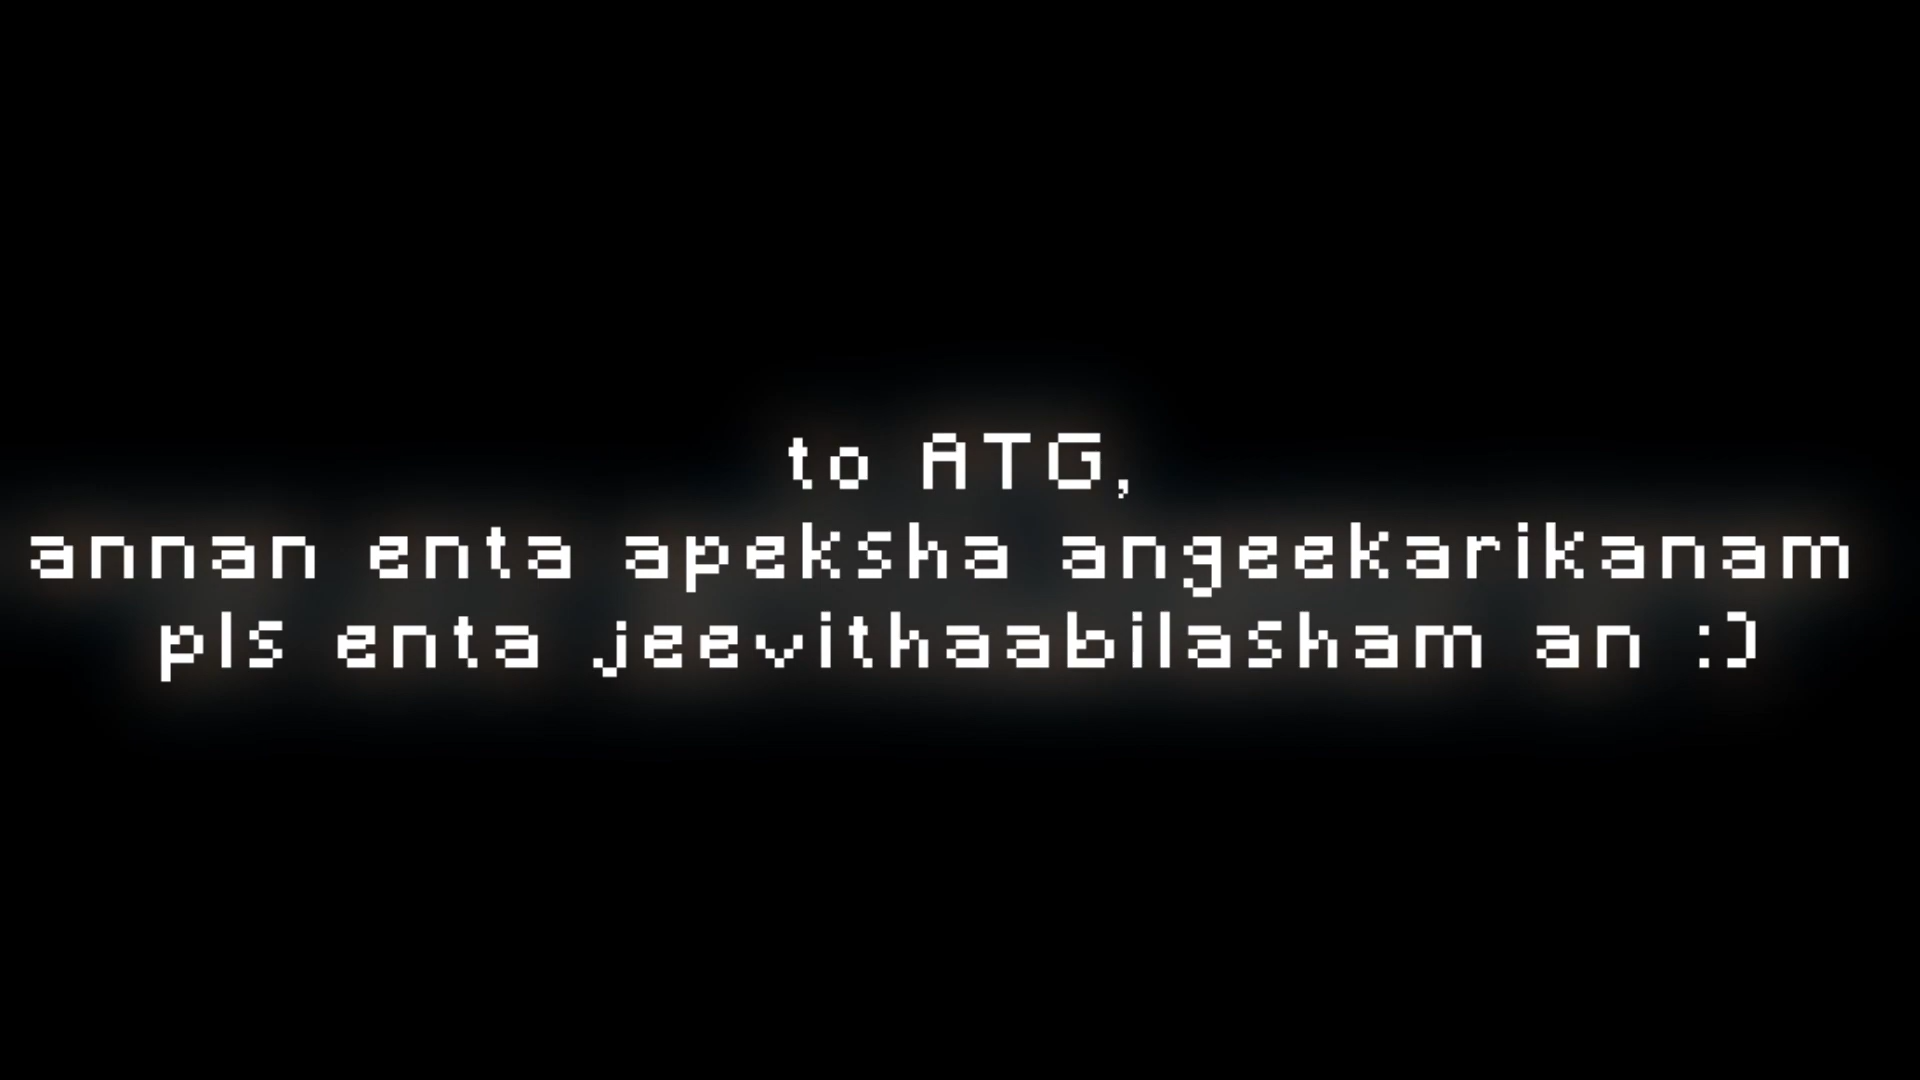 to ATG,
annan enta apeksha angeekarikanam
pls enta jeevithaabilasham an :)